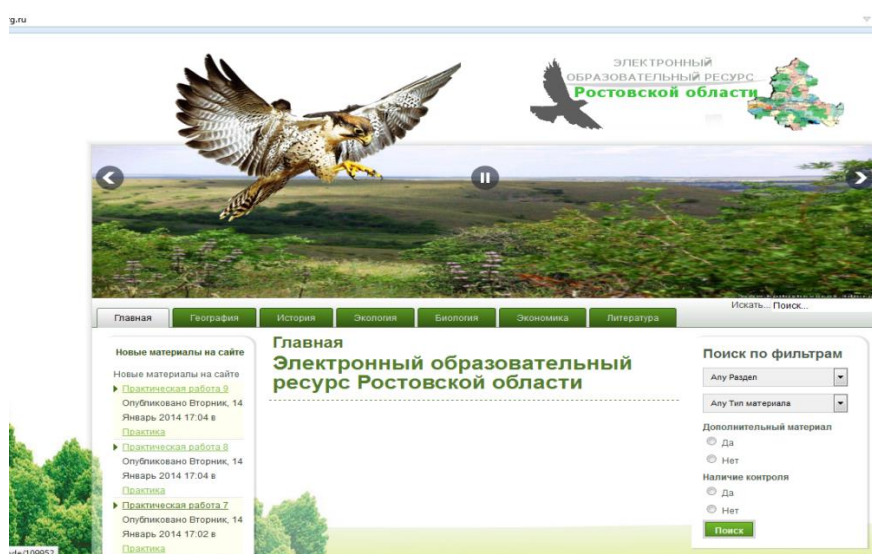 rg.ru
ЭЛЕКТРОННЫЙ
ОБРАЗОВАТЕЛЬНЫЙ РЕСУРС
Ростовской области
Искать... Поиск...
Главная
География
История
Экология
Биология
Экономика
Литература
Новые материалы на сайте
Новые материалы на сайте
Практическая работа 9
Опубликовано Вторник, 14
Январь 2014 17:04 в
Практика
Практическая работа 8
Опубликовано Вторник, 14
Январь 2014 17:04 в
Практика
Практическая работа 7
Опубликовано Вторник, 14
Январь 2014 17:02 в
Практика
Главная
Электронный образовательный
ресурс Ростовской области
Поиск по фильтрам
Any Раздел
Any Тип материала
Дополнительный материал
Да
Нет
Наличие контроля
Да
Нет
Поиск